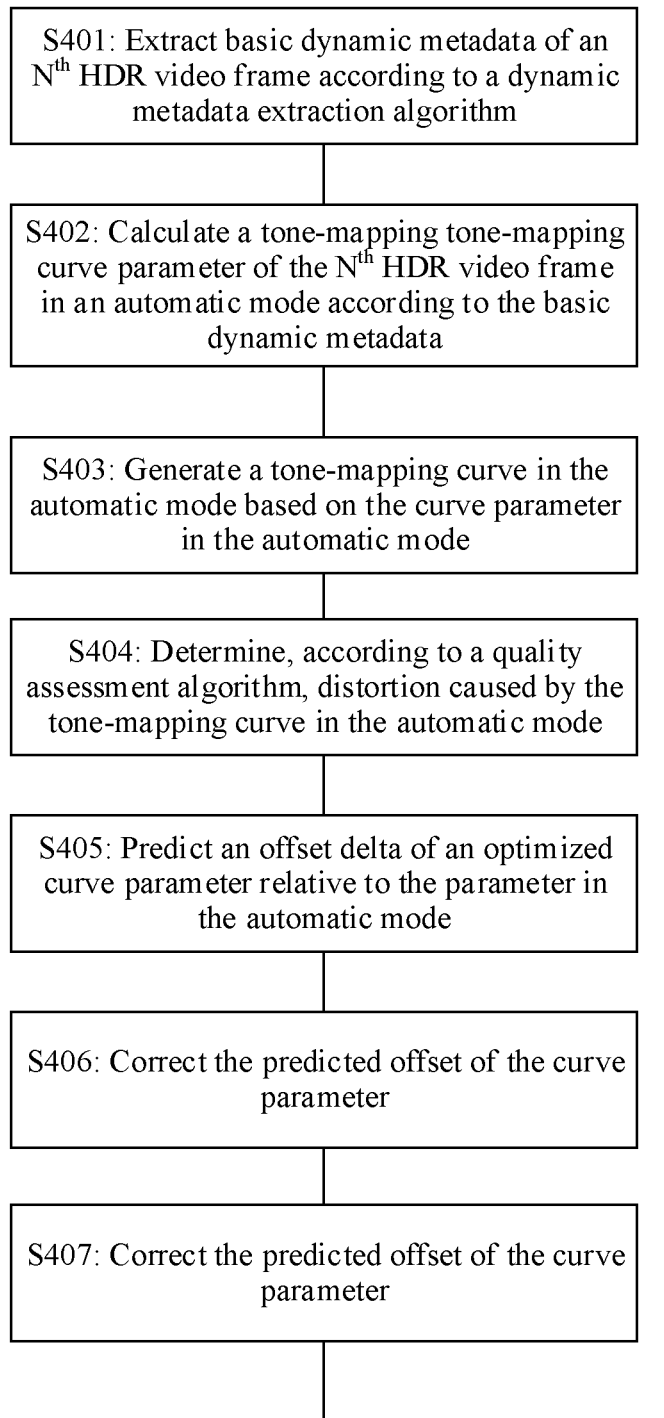 S401: Extract basic dynamic metadata of an
Nth HDR video frame according to a dynamic
metadata extraction algorithm
S402: Calculate a tone-mapping tone-mapping
curve parameter of the Nth HDR video frame
in an automatic mode according to the basic
dynamic metadata
S403: Generate a tone-mapping curve in the
automatic mode based on the curve parameter
in the automatic mode
S404: Determine, according to a quality
assessment algorithm, distortion caused by the
tone-mapping curve in the automatic mode
S405: Predict an offset delta of an optimized
curve parameter relative to the parameter in
the automatic mode
S406: Correct the predicted offset of the curve
parameter
S407: Correct the predicted offset of the curve
parameter